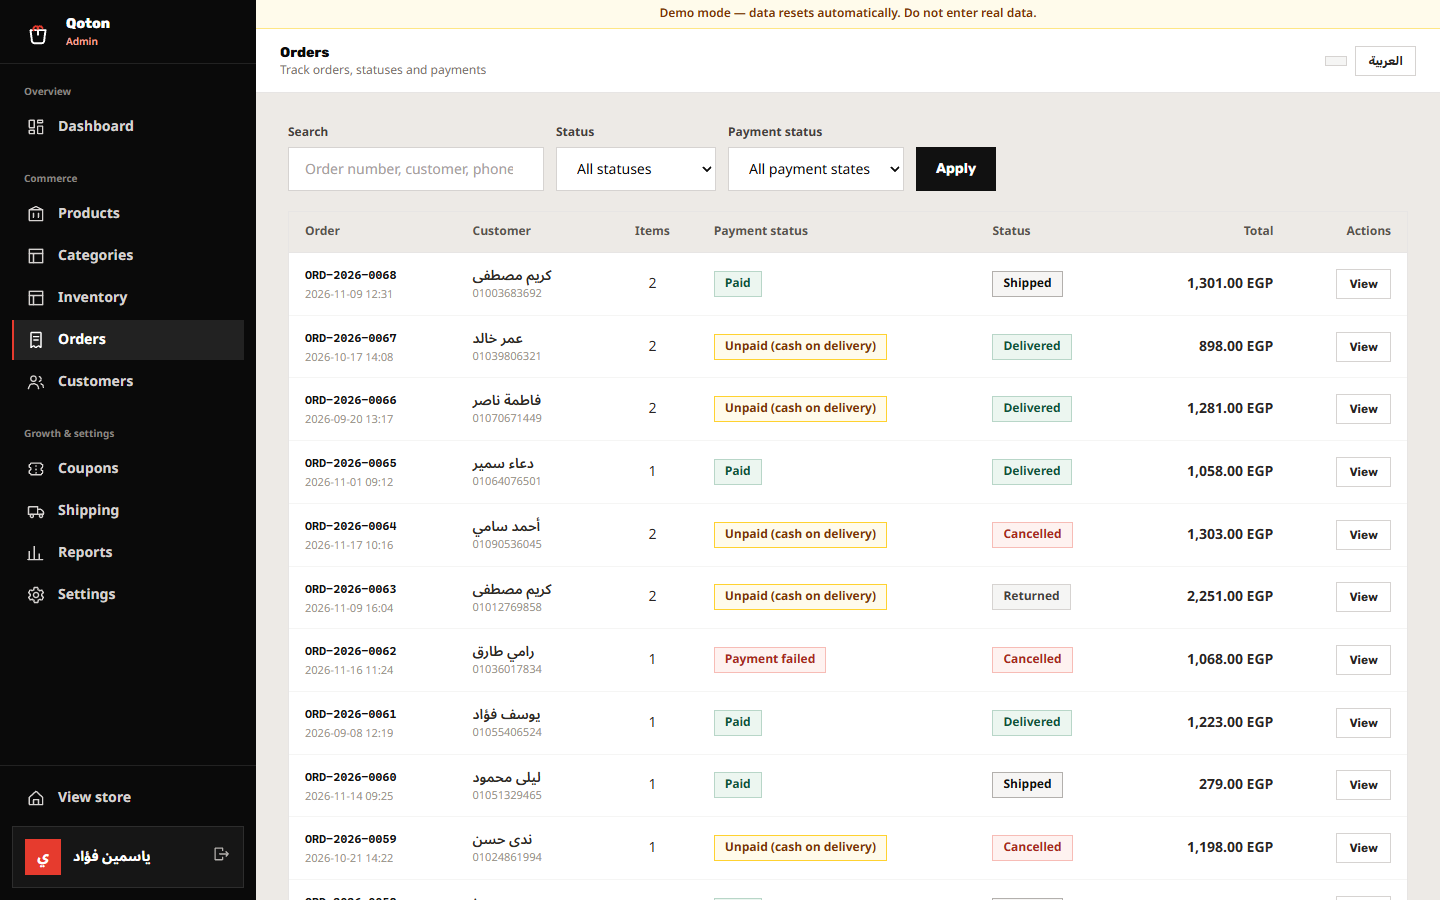 Qoton
Admin
Overview
Dashboard
Commerce
Products
Categories
Inventory
Orders
Customers
Growth & settings
Coupons
Shipping
Reports
Settings
View store
ي
ياسمين فؤاد
Demo mode — data resets automatically. Do not enter real data.
Orders
Track orders, statuses and payments
العربية
Search Status Payment status
Order number, customer, phone All statuses All payment states Apply
Order Customer Items Payment status Status Total Actions
ORD-2026-0068 كريم مصطفى 2 Paid Shipped 1,301.00 EGP View
2026-11-09 12:31 01003683692
ORD-2026-0067 عمر خالد 2 Unpaid (cash on delivery) Delivered 898.00 EGP View
2026-10-17 14:08 01039806321
ORD-2026-0066 فاطمة ناصر 2 Unpaid (cash on delivery) Delivered 1,281.00 EGP View
2026-09-20 13:17 01070671449
ORD-2026-0065 دعاء سمير 1 Paid Delivered 1,058.00 EGP View
2026-11-01 09:12 01064076501
ORD-2026-0064 أحمد سامي 2 Unpaid (cash on delivery) Cancelled 1,303.00 EGP View
2026-11-17 10:16 01090536045
ORD-2026-0063 كريم مصطفى 2 Unpaid (cash on delivery) Returned 2,251.00 EGP View
2026-11-09 16:04 01012769858
ORD-2026-0062 رامي طارق 1 Payment failed Cancelled 1,068.00 EGP View
2026-11-16 11:24 01036017834
ORD-2026-0061 يوسف فؤاد 1 Paid Delivered 1,223.00 EGP View
2026-09-08 12:19 01055406524
ORD-2026-0060 ليلى محمود 1 Paid Shipped 279.00 EGP View
2026-11-14 09:25 01051329465
ORD-2026-0059 ندى حسن 1 Unpaid (cash on delivery) Cancelled 1,198.00 EGP View
2026-10-21 14:22 01024861994